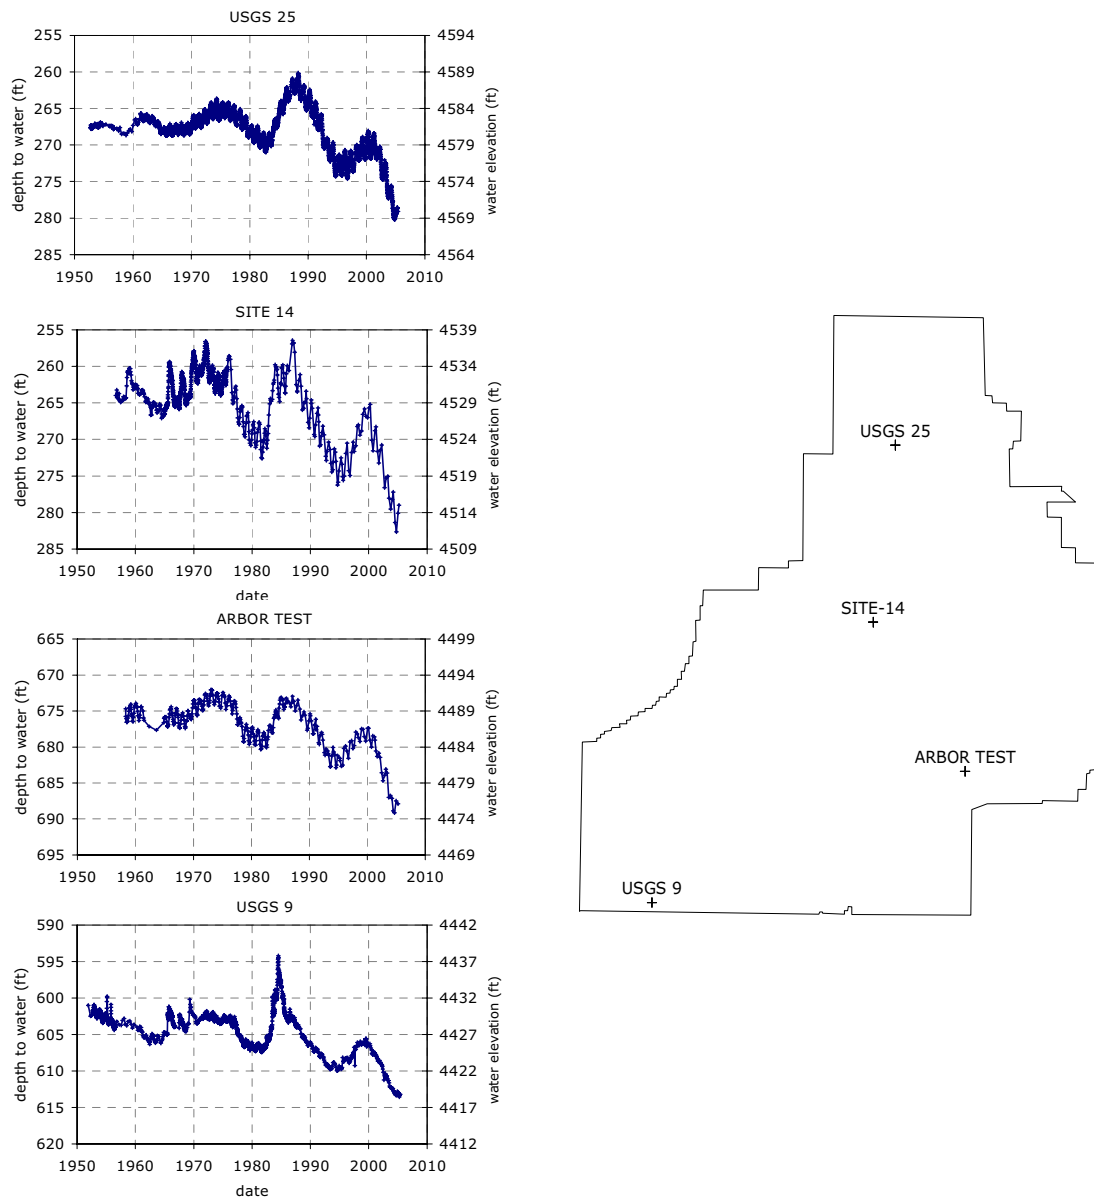 USGS 25
255 4594
260 4589
265 4584
270 4579
275 4574
280 4569
285 4564
depth to water (ft)
water elevation (ft)
1950 1960 1970 1980 1990 2000 2010
SITE 14
255 4539
260 4534
265 4529
270 4524
275 4519
280 4514
285 4509
depth to water (ft)
water elevation (ft)
1950 1960 1970 1980 1990 2000 2010
date
ARBOR TEST
665 4499
670 4494
675 4489
680 4484
685 4479
690 4474
695 4469
depth to water (ft)
water elevation (ft)
1950 1960 1970 1980 1990 2000 2010
USGS 9
590 4442
595 4437
600 4432
605 4427
610 4422
615 4417
620 4412
depth to water (ft)
water elevation (ft)
1950 1960 1970 1980 1990 2000 2010
date
USGS 25
SITE-14
ARBOR TEST
USGS 9